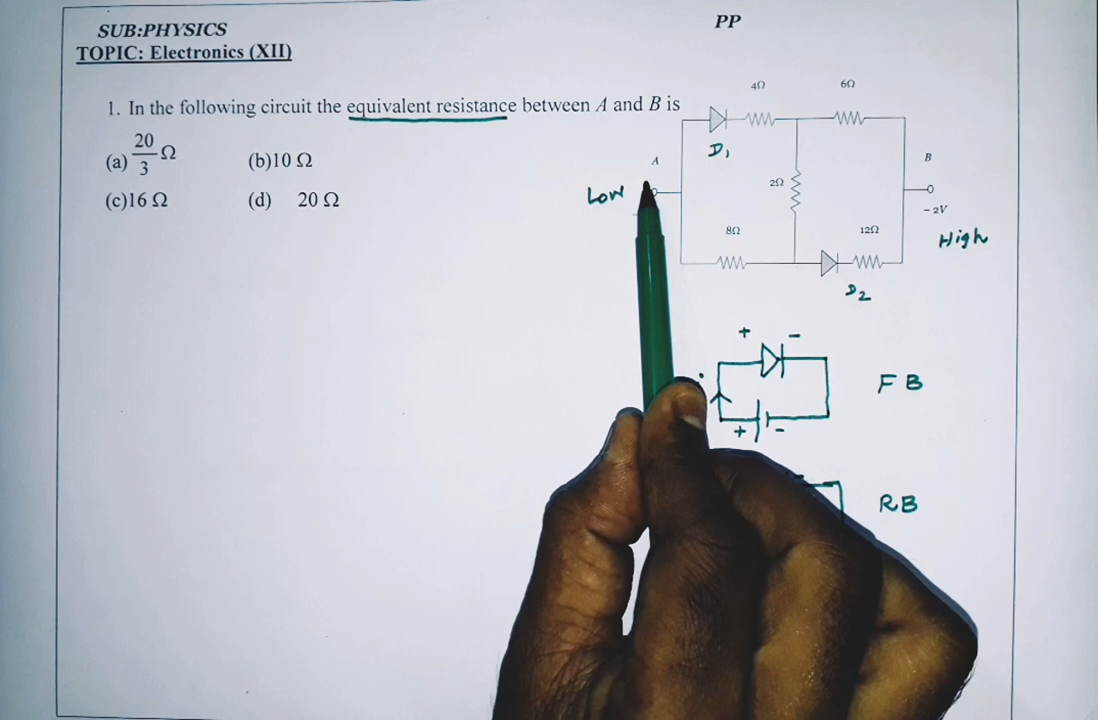 PP
SUB:PHYSICS
TOPIC: Electronics (XII)
1. In the following circuit the equivalent resistance between A and B is
(a) 20/3 Ω (b)10 Ω
(c)16 Ω (d) 20 Ω
4Ω 6Ω
D1
A B
2Ω
Low
- 2V
8Ω 12Ω
High
D2
+ -
F B
+ -
RB